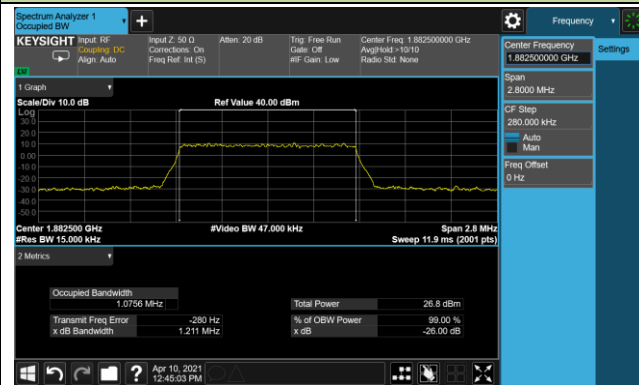 Spectrum Analyzer 1
Occupied BW
Frequency
KEYSIGHT
Input: RF
Coupling: DC
Align: Auto
Input Z: 50 Ω
Corrections: On
Freq Ref: Int (S)
Atten: 20 dB
Trig: Free Run
Gate: Off
#IF Gain: Low
Center Freq: 1.882500000 GHz
Avg|Hold:>10/10
Radio Std: None
Center Frequency
1.882500000 GHz
Settings
Span
2.8000 MHz
CF Step
280.000 kHz
Auto
Man
Freq Offset
0 Hz
1 Graph
Scale/Div 10.0 dB
Ref Value 40.00 dBm
Log
30.0
20.0
10.0
0.00
-10.0
-20.0
-30.0
-40.0
-50.0
Center 1.882500 GHz
#Video BW 47.000 kHz
Span 2.8 MHz
#Res BW 15.000 kHz
Sweep 11.9 ms (2001 pts)
2 Metrics
Occupied Bandwidth
1.0756 MHz
Total Power
26.8 dBm
Transmit Freq Error
-280 Hz
% of OBW Power
99.00 %
x dB Bandwidth
1.211 MHz
x dB
-26.00 dB
Apr 10, 2021
12:45:03 PM